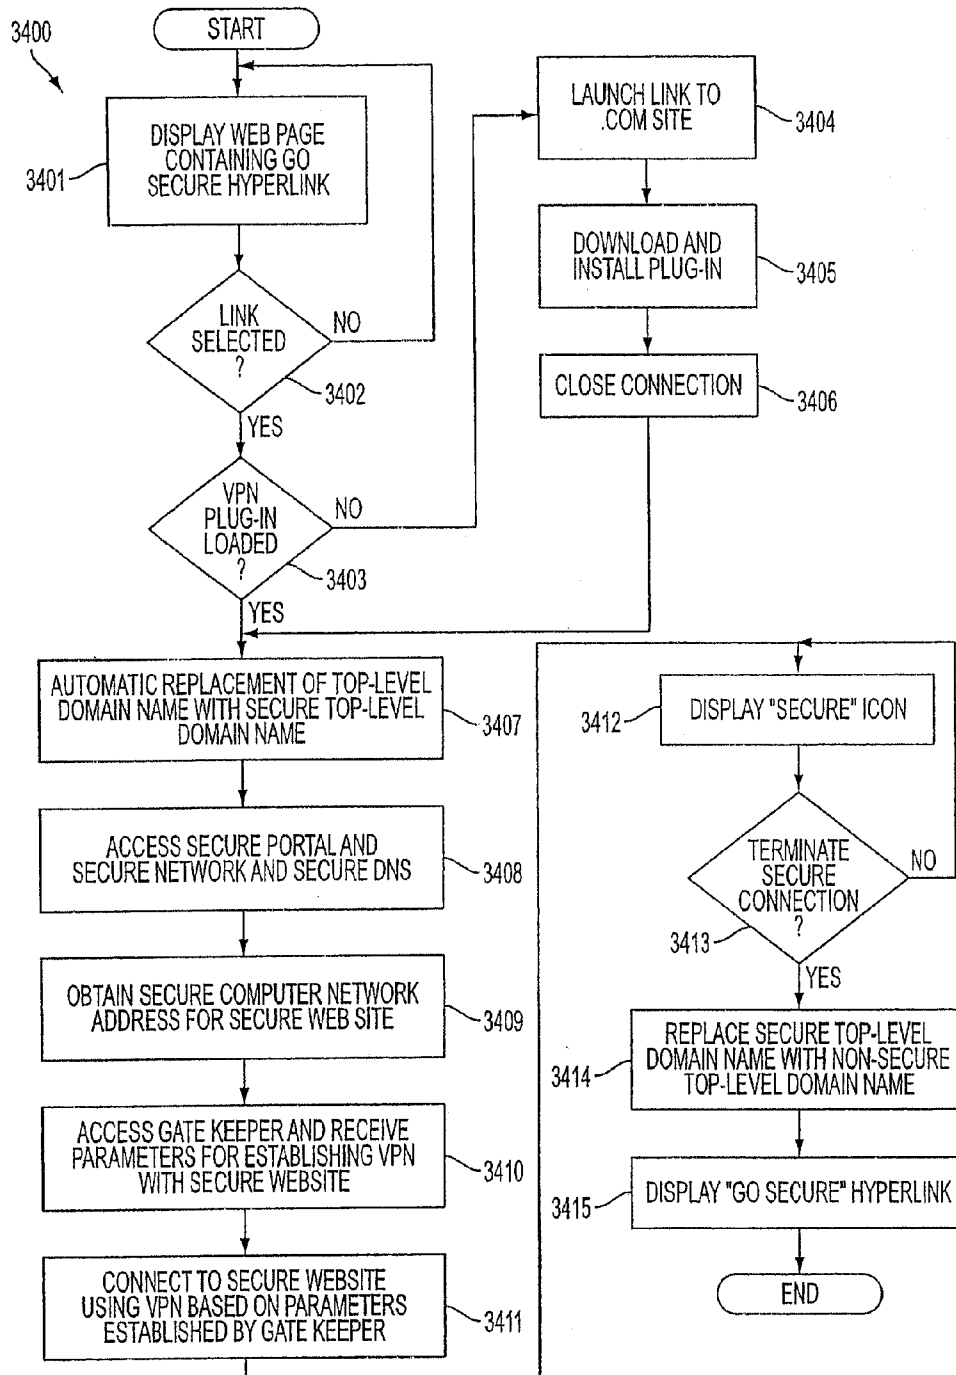 3400
START
DISPLAY WEB PAGE
CONTAINING GO
SECURE HYPERLINK
3401
LINK
SELECTED
?
NO
3402
YES
VPN
PLUG-IN
LOADED
?
NO
3403
YES
LAUNCH LINK TO
.COM SITE
3404
DOWNLOAD AND
INSTALL PLUG-IN
3405
CLOSE CONNECTION
3406
AUTOMATIC REPLACEMENT OF TOP-LEVEL
DOMAIN NAME WITH SECURE TOP-LEVEL
DOMAIN NAME
3407
ACCESS SECURE PORTAL AND
SECURE NETWORK AND SECURE DNS
3408
OBTAIN SECURE COMPUTER NETWORK
ADDRESS FOR SECURE WEB SITE
3409
ACCESS GATE KEEPER AND RECEIVE
PARAMETERS FOR ESTABLISHING VPN
WITH SECURE WEBSITE
3410
CONNECT TO SECURE WEBSITE
USING VPN BASED ON PARAMETERS
ESTABLISHED BY GATE KEEPER
3411
DISPLAY "SECURE" ICON
3412
TERMINATE
SECURE
CONNECTION
?
NO
3413
YES
REPLACE SECURE TOP-LEVEL
DOMAIN NAME WITH NON-SECURE
TOP-LEVEL DOMAIN NAME
3414
DISPLAY "GO SECURE" HYPERLINK
3415
END